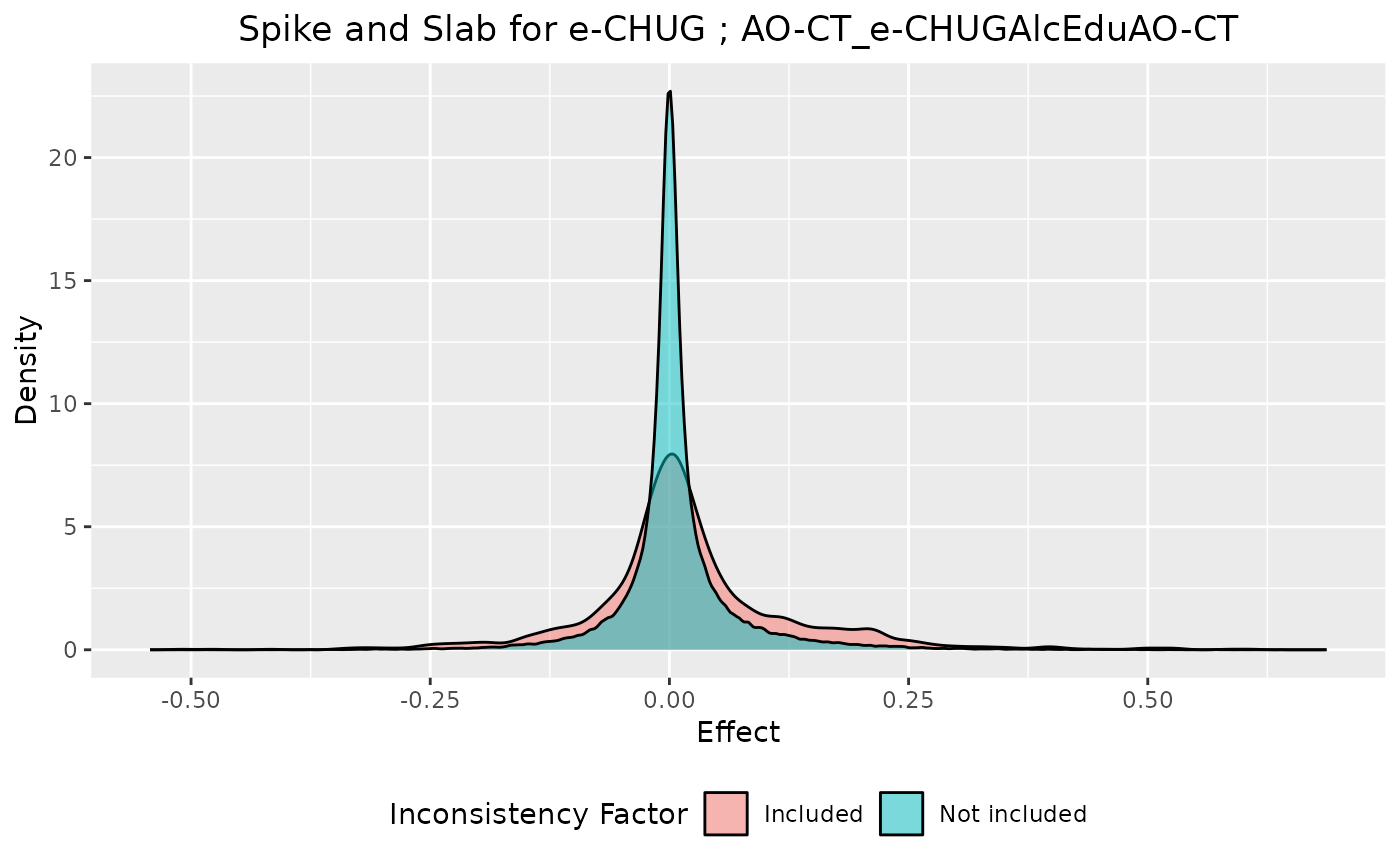 Spike and Slab for e-CHUG ; AO-CT_e-CHUGAlcEduAO-CT
20
15
10
5
0
Density
-0.50 -0.25 0.00 0.25 0.50
Effect
Inconsistency Factor Included Not included